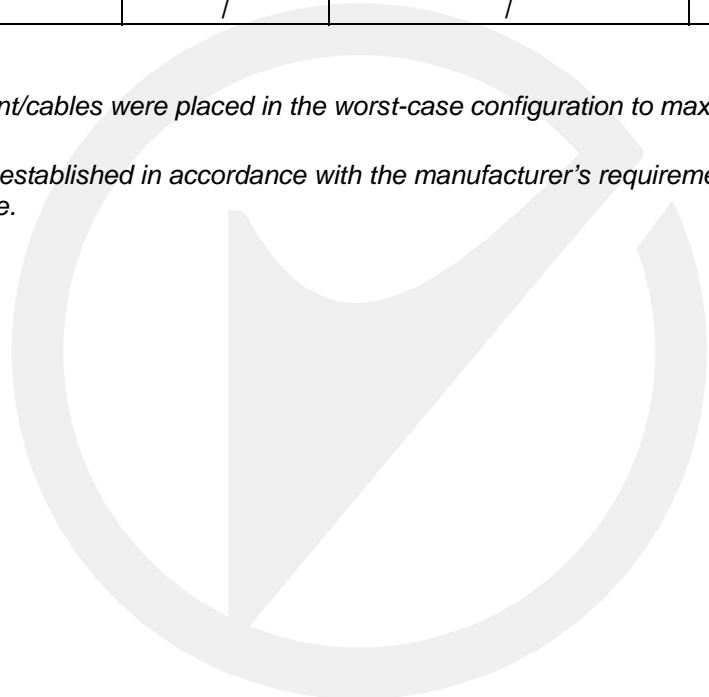 / /
nt/cables were placed in the worst-case configuration to max
established in accordance with the manufacturer's requireme
e.